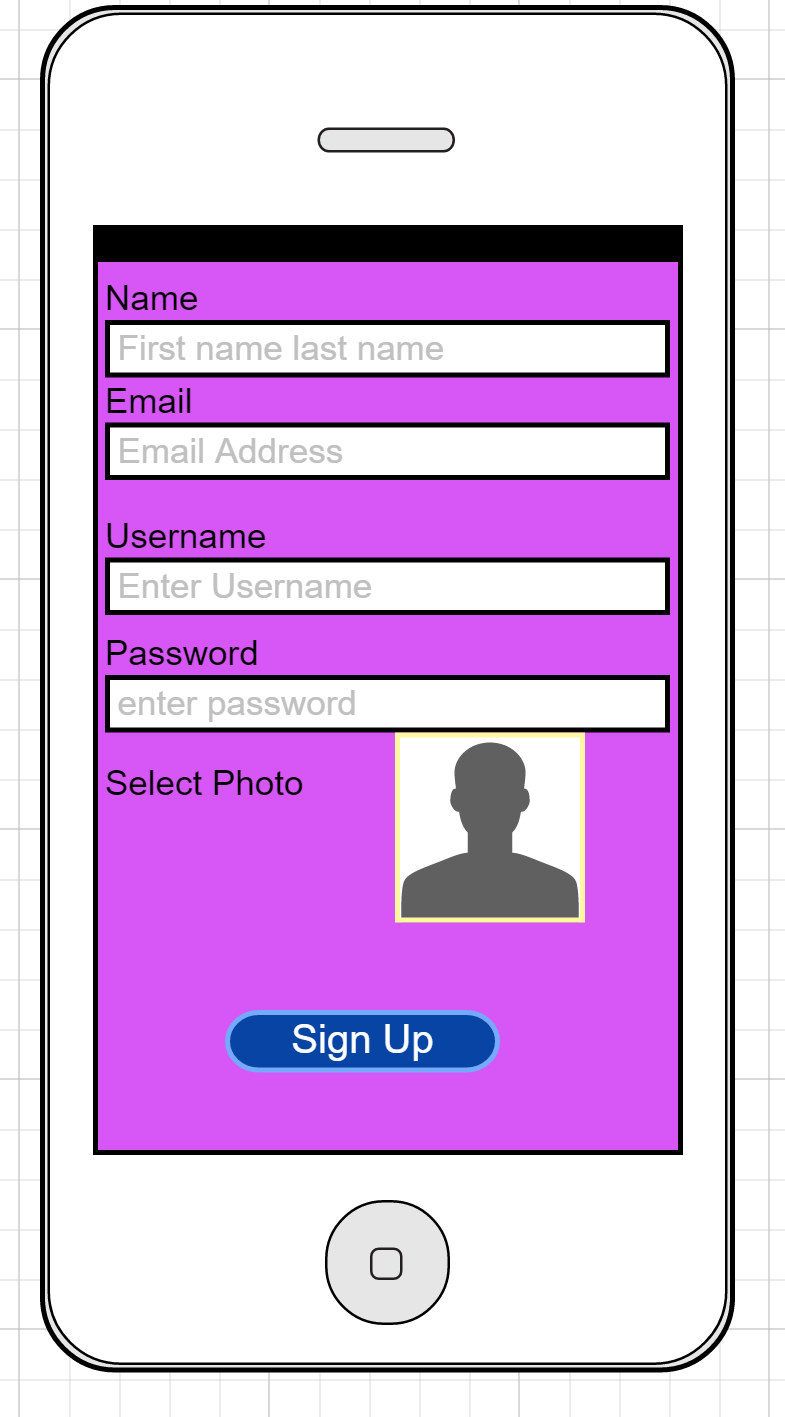 Name
First name last name
Email
Email Address
Username
Enter Username
Password
enter password
Select Photo
Sign Up